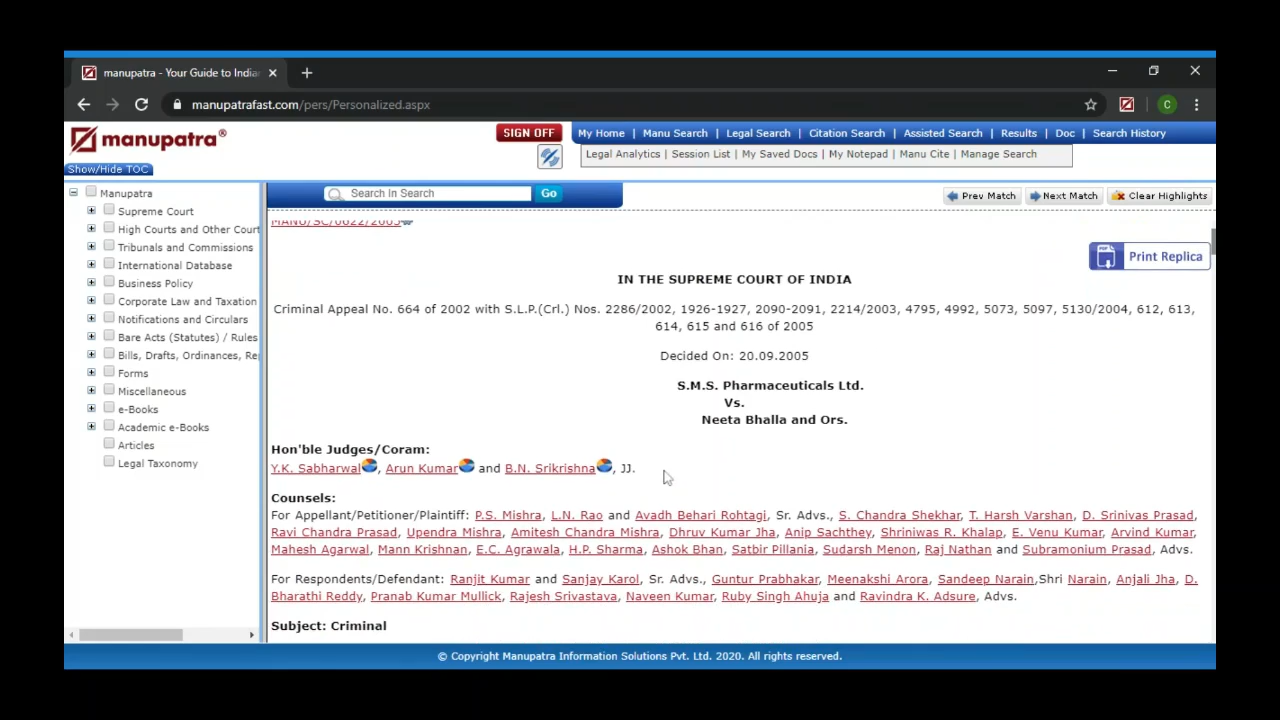 manupatra - Your Guide to India
manupatrafast.com/pers/Personalized.aspx
C
manupatra®
SIGN OFF
My Home | Manu Search | Legal Search | Citation Search | Assisted Search | Results | Doc | Search History
Legal Analytics | Session List | My Saved Docs | My Notepad | Manu Cite | Manage Search
Show/Hide TOC
Manupatra
Supreme Court
High Courts and Other Court
Tribunals and Commissions
International Database
Business Policy
Corporate Law and Taxation
Notifications and Circulars
Bare Acts (Statutes) / Rules
Bills, Drafts, Ordinances, Rep
Forms
Miscellaneous
e-Books
Academic e-Books
Articles
Legal Taxonomy
Search In Search
Go
Prev Match
Next Match
Clear Highlights
MANU/SC/0622/2005
Print Replica
IN THE SUPREME COURT OF INDIA
Criminal Appeal No. 664 of 2002 with S.L.P.(Crl.) Nos. 2286/2002, 1926-1927, 2090-2091, 2214/2003, 4795, 4992, 5073, 5097, 5130/2004, 612, 613,
614, 615 and 616 of 2005
Decided On: 20.09.2005
S.M.S. Pharmaceuticals Ltd.
Vs.
Neeta Bhalla and Ors.
Hon'ble Judges/Coram:
Y.K. Sabharwal, Arun Kumar and B.N. Srikrishna, JJ.
Counsels:
For Appellant/Petitioner/Plaintiff: P.S. Mishra, L.N. Rao and Avadh Behari Rohtagi, Sr. Advs., S. Chandra Shekhar, T. Harsh Varshan, D. Srinivas Prasad,
Ravi Chandra Prasad, Upendra Mishra, Amitesh Chandra Mishra, Dhruv Kumar Jha, Anip Sachthey, Shriniwas R. Khalap, E. Venu Kumar, Arvind Kumar,
Mahesh Agarwal, Mann Krishnan, E.C. Agrawala, H.P. Sharma, Ashok Bhan, Satbir Pillania, Sudarsh Menon, Raj Nathan and Subramonium Prasad, Advs.
For Respondents/Defendant: Ranjit Kumar and Sanjay Karol, Sr. Advs., Guntur Prabhakar, Meenakshi Arora, Sandeep Narain,Shri Narain, Anjali Jha, D.
Bharathi Reddy, Pranab Kumar Mullick, Rajesh Srivastava, Naveen Kumar, Ruby Singh Ahuja and Ravindra K. Adsure, Advs.
Subject: Criminal
© Copyright Manupatra Information Solutions Pvt. Ltd. 2020. All rights reserved.